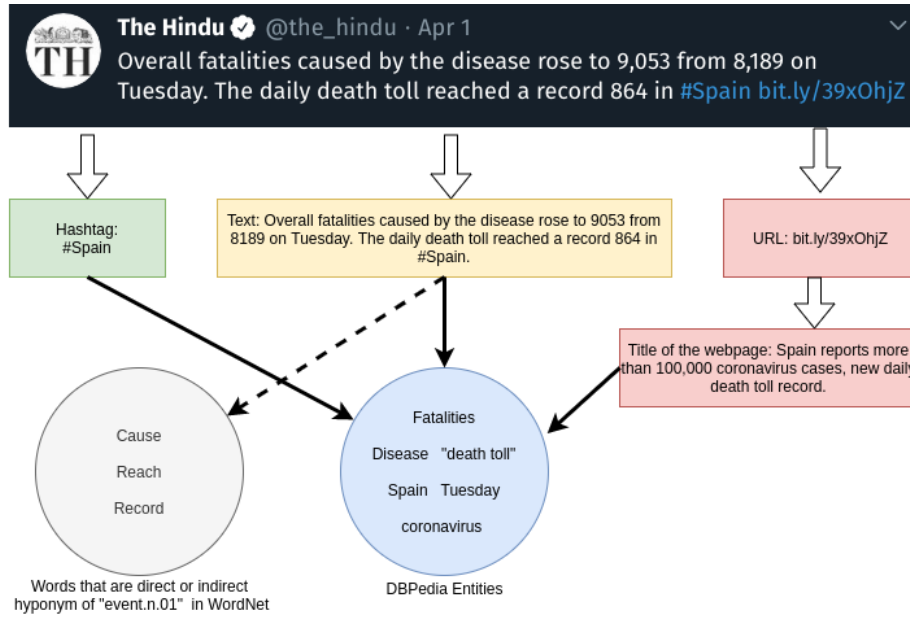 TH
The Hindu @the_hindu · Apr 1
Overall fatalities caused by the disease rose to 9,053 from 8,189 on
Tuesday. The daily death toll reached a record 864 in #Spain bit.ly/39xOhjZ
Hashtag:
#Spain
Text: Overall fatalities caused by the disease rose to 9053 from
8189 on Tuesday. The daily death toll reached a record 864 in
#Spain.
URL: bit.ly/39xOhjZ
Title of the webpage: Spain reports more
than 100,000 coronavirus cases, new daily
death toll record.
Cause
Reach
Record
Fatalities
Disease "death toll"
Spain Tuesday
coronavirus
Words that are direct or indirect
hyponym of "event.n.01" in WordNet
DBPedia Entities